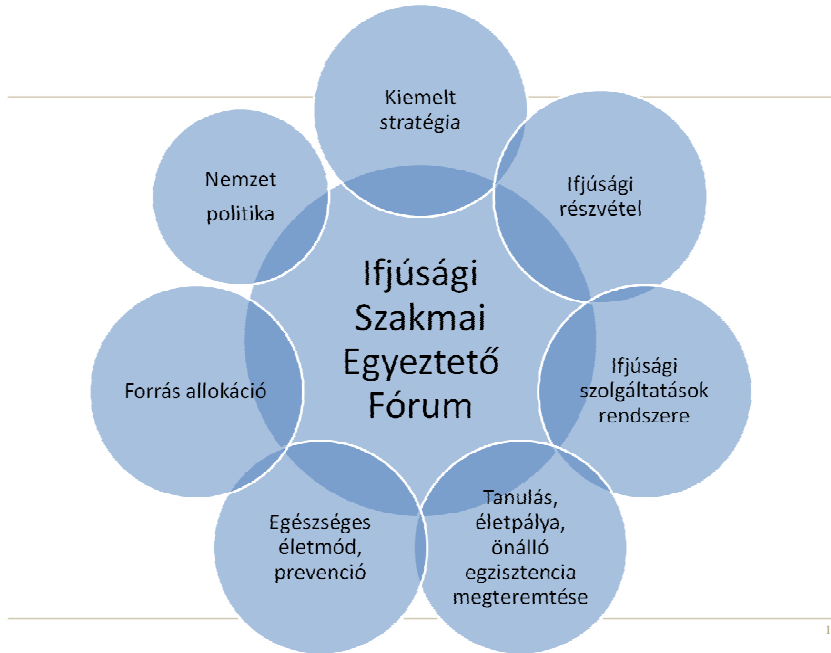 Kiemelt
stratégia
Ifjúsági
részvétel
Ifjúsági
szolgáltatások
rendszere
Tanulás,
életpálya,
önálló
egzisztencia
megteremtése
Egészséges
életmód,
prevenció
Forrás allokáció
Nemzet
politika
Ifjúsági
Szakmai
Egyeztető
Fórum
1